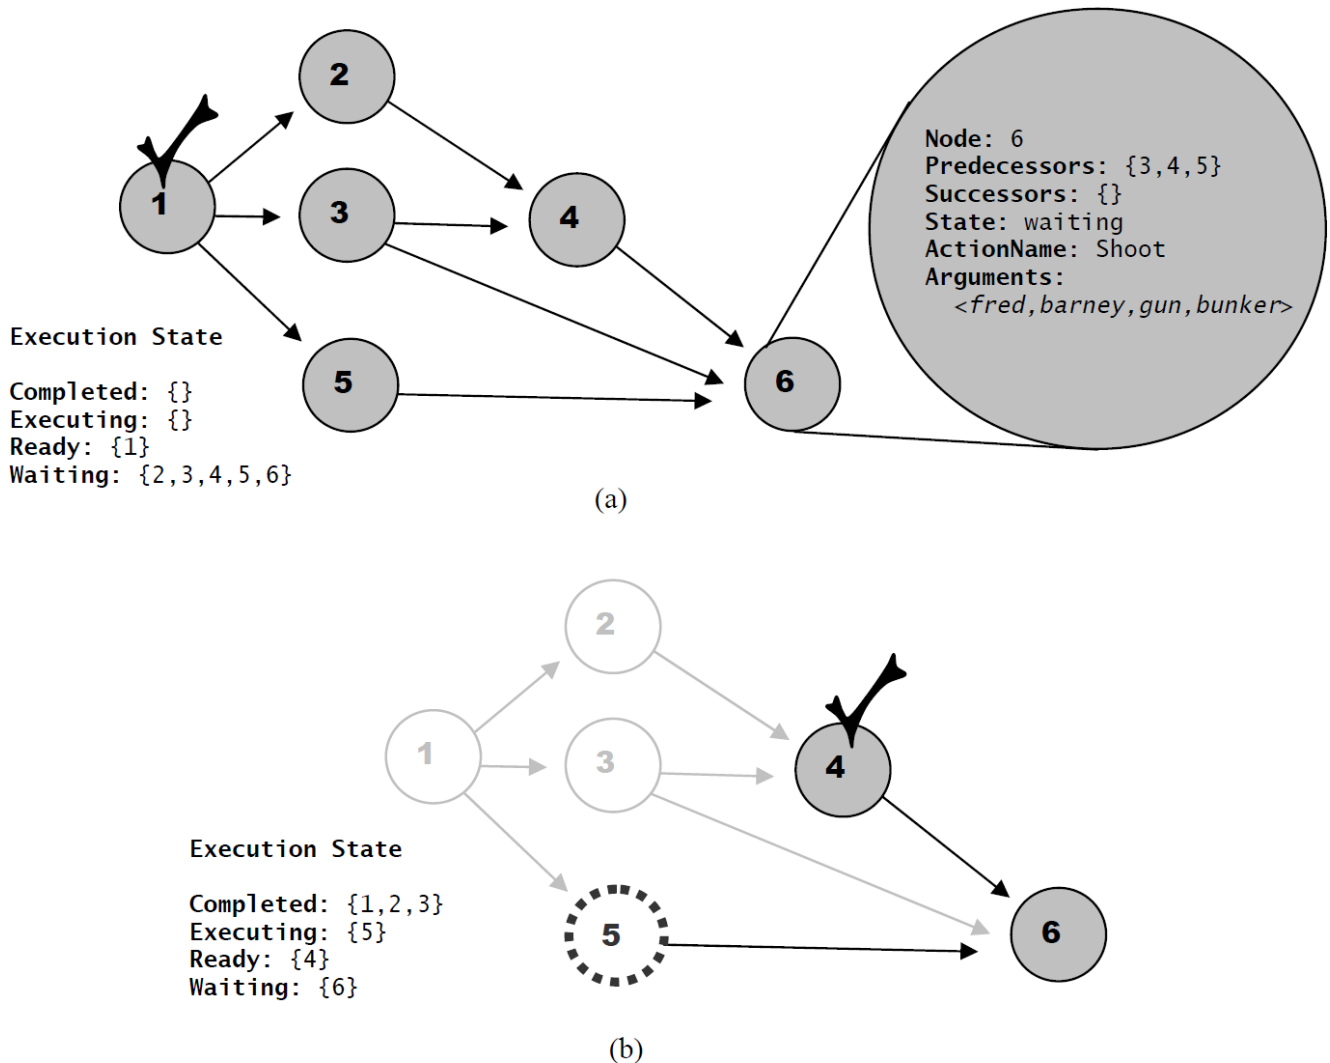 2
1
3
4
5
6
Node: 6
Predecessors: {3,4,5}
Successors: {}
State: waiting
ActionName: Shoot
Arguments:
<fred,barney,gun,bunker>
Execution State
Completed: {}
Executing: {}
Ready: {1}
Waiting: {2,3,4,5,6}
(a)
2
1
3
4
5
6
Execution State
Completed: {1,2,3}
Executing: {5}
Ready: {4}
Waiting: {6}
(b)